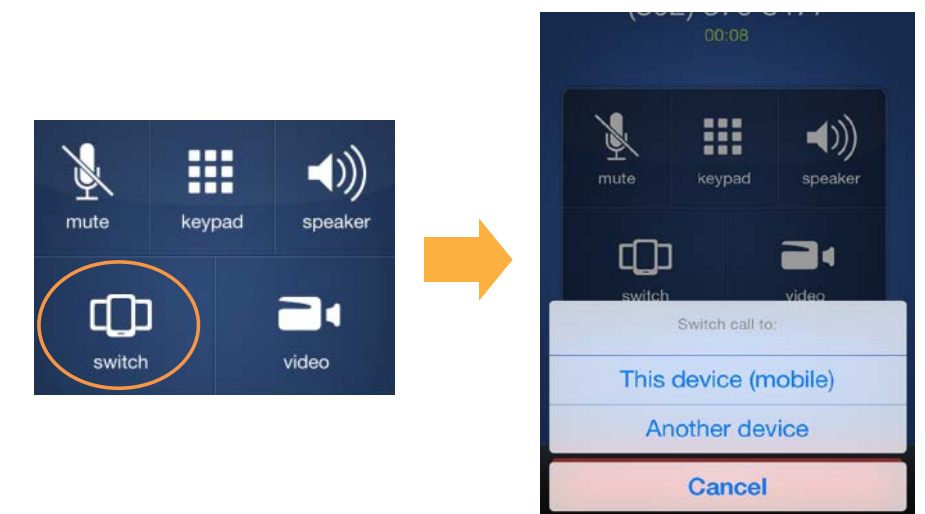 mute keypad speaker
switch video
00:08
mute keypad speaker
switch video
Switch call to:
This device (mobile)
Another device
Cancel